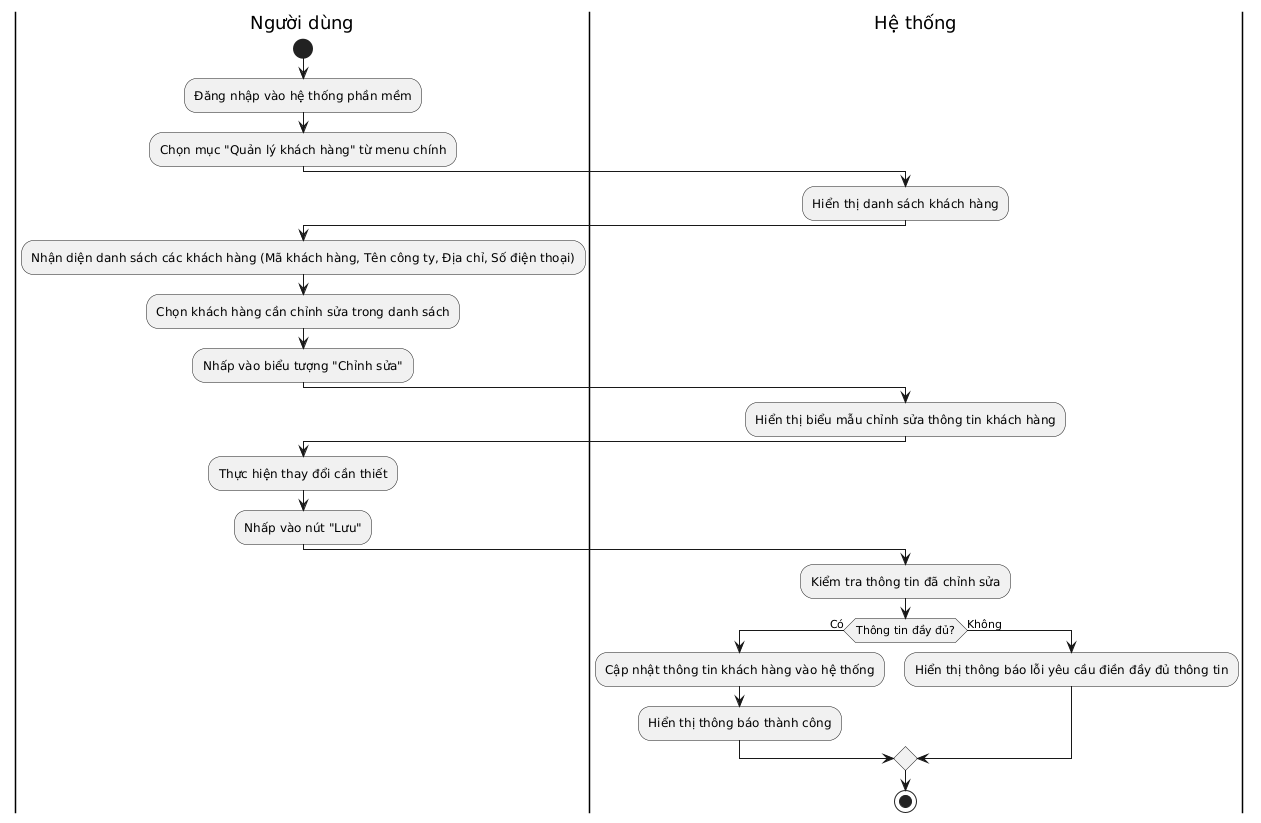 Người dùng
Hệ thống
Đăng nhập vào hệ thống phần mềm
Chọn mục "Quản lý khách hàng" từ menu chính
Hiển thị danh sách khách hàng
Nhận diện danh sách các khách hàng (Mã khách hàng, Tên công ty, Địa chỉ, Số điện thoại)
Chọn khách hàng cần chỉnh sửa trong danh sách
Nhấp vào biểu tượng "Chỉnh sửa"
Hiển thị biểu mẫu chỉnh sửa thông tin khách hàng
Thực hiện thay đổi cần thiết
Nhấp vào nút "Lưu"
Kiểm tra thông tin đã chỉnh sửa
Có
Thông tin đầy đủ?
Không
Cập nhật thông tin khách hàng vào hệ thống
Hiển thị thông báo lỗi yêu cầu điền đầy đủ thông tin
Hiển thị thông báo thành công